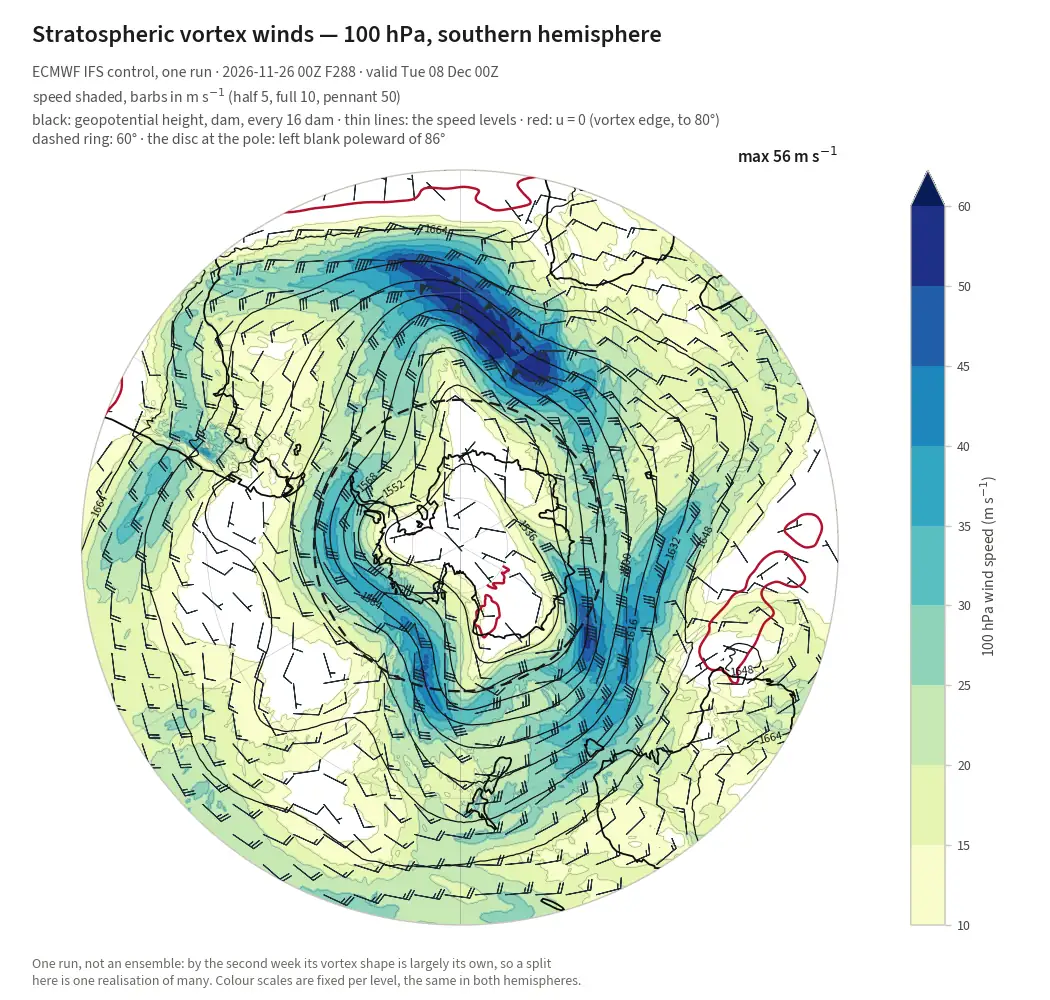 Stratospheric vortex winds — 100 hPa, southern hemisphere
ECMWF IFS control, one run · 2026-11-26 00Z F288 · valid Tue 08 Dec 00Z
speed shaded, barbs in m s⁻¹ (half 5, full 10, pennant 50)
black: geopotential height, dam, every 16 dam · thin lines: the speed levels · red: u = 0 (vortex edge, to 80°)
dashed ring: 60° · the disc at the pole: left blank poleward of 86°
max 56 m s⁻¹
60
50
45
40
35
30
25
20
15
10
100 hPa wind speed (m s⁻¹)
1664
1664
1568
1552
1536
1632
1648
1600
1584
1616
1648
1664
One run, not an ensemble: by the second week its vortex shape is largely its own, so a split
here is one realisation of many. Colour scales are fixed per level, the same in both hemispheres.